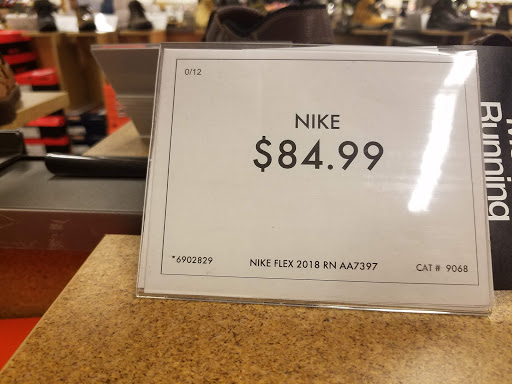 0/12
NIKE
$84.99
*6902829 NIKE FLEX 2018 RN AA7397 CAT # 9068
Running